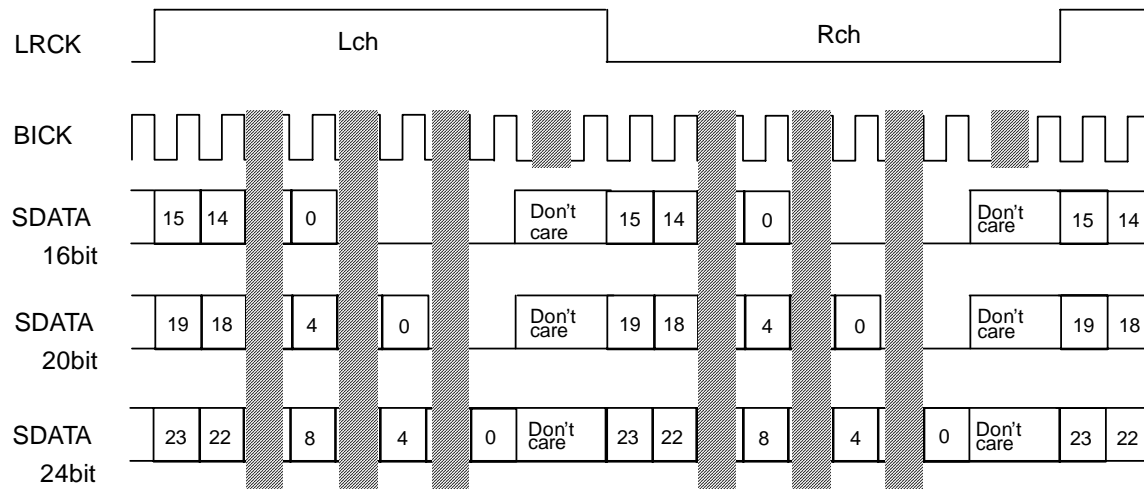 LRCK Lch Rch
BICK
SDATA 15 14 0 Don't 15 14 0 Don't 15 14
care care
16bit
SDATA 19 18 4 0 Don't 19 18 4 0 Don't 19 18
care care
20bit
SDATA 23 22 8 4 0 Don't 23 22 8 4 0 Don't 23 22
care care
24bit